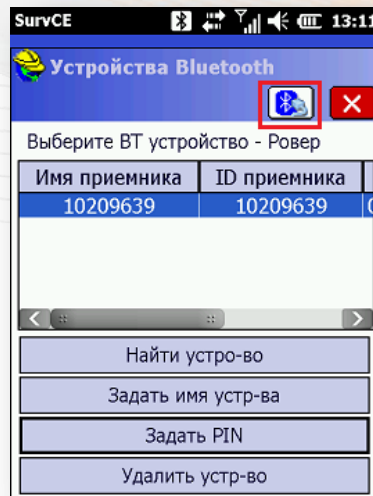 SurvCE 13:11
Устройства Bluetooth
Выберите BT устройство - Ровер
Имя приемника ID приемника
10209639 10209639
Найти устро-во
Задать имя устр-ва
Задать PIN
Удалить устр-во